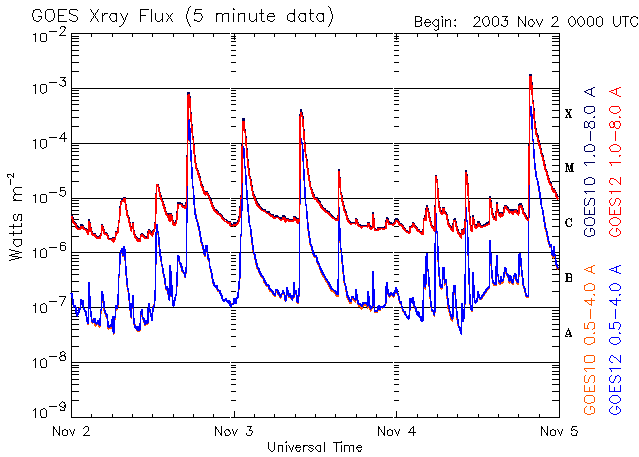 GOES Xray Flux (5 minute data)
Begin: 2003 Nov 2 0000 UTC
10-2
10-3
10-4
10-5
10-6
10-7
10-8
10-9
Watts m-2
X
M
C
B
A
GOES10 1.0-8.0 A
GOES12 1.0-8.0 A
GOES10 0.5-4.0 A
GOES12 0.5-4.0 A
Nov 2
Nov 3
Nov 4
Nov 5
Universal Time